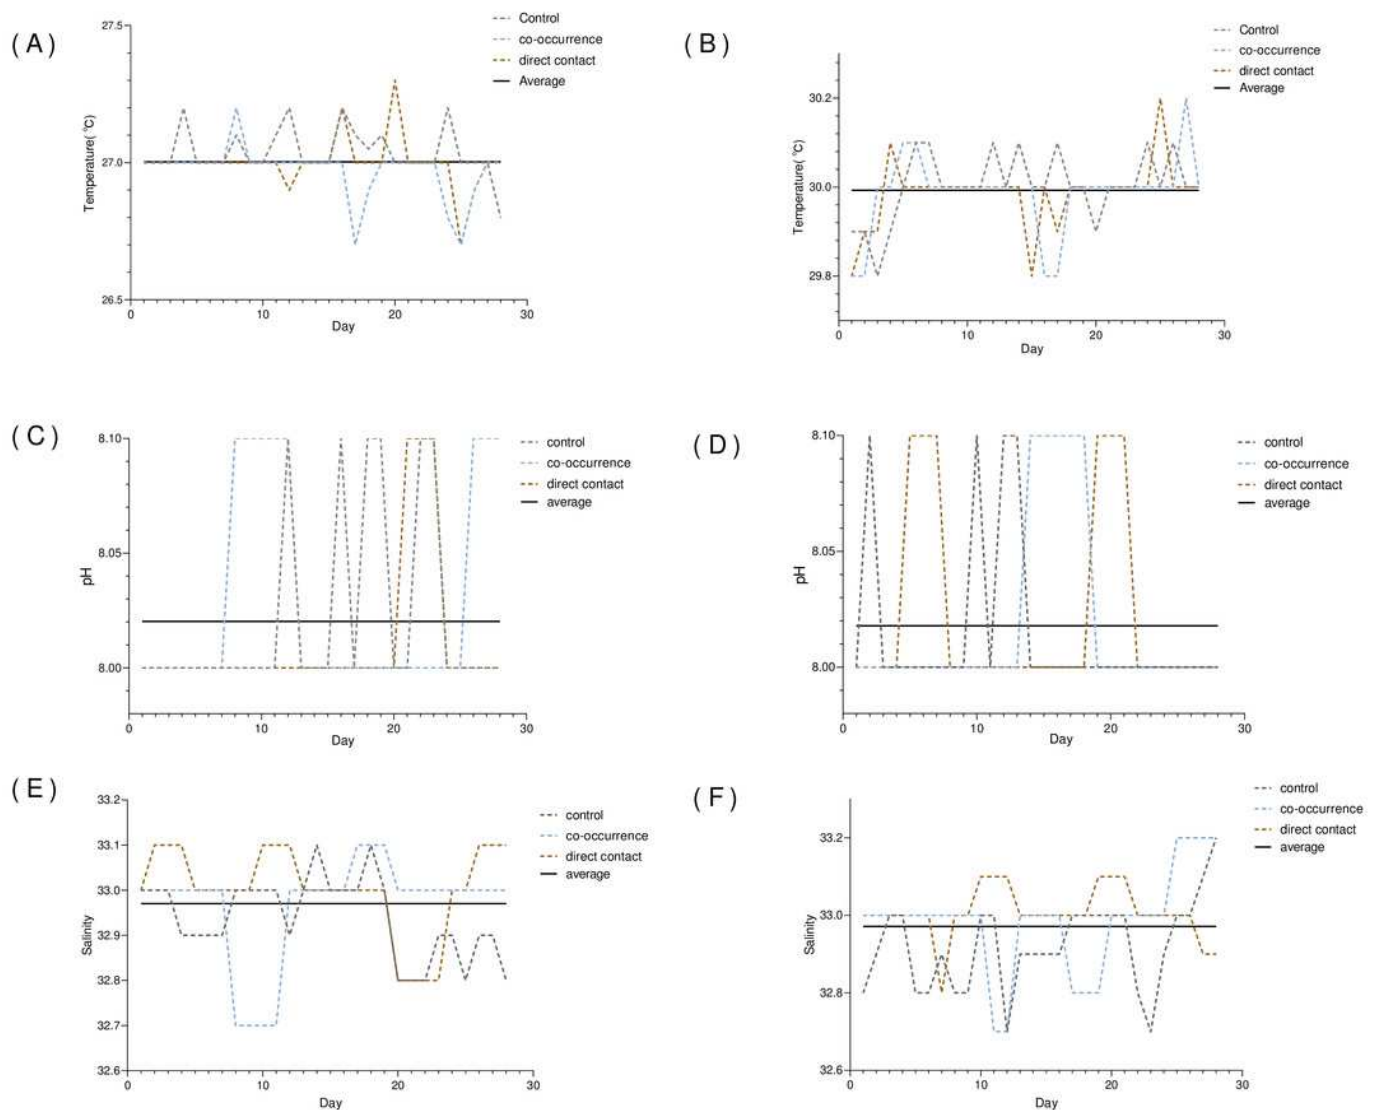 (A)
27.5
27.0
26.5
Temperature(℃)
0 10 20 30
Day
Control
co-occurrence
direct contact
Average
(B)
30.2
30.0
29.8
Temperature(℃)
0 10 20 30
Day
Control
co-occurrence
direct contact
Average
(C)
8.10
8.05
8.00
pH
0 10 20 30
Day
control
co-occurrence
direct contact
average
(D)
8.10
8.05
8.00
pH
0 10 20 30
Day
control
co-occurrence
direct contact
average
(E)
33.2
33.1
33.0
32.9
32.8
32.7
32.6
Salinity
0 10 20 30
Day
control
co-occurrence
direct contact
average
(F)
33.2
33.0
32.8
32.6
Salinity
0 10 20 30
Day
control
co-occurrence
direct contact
average